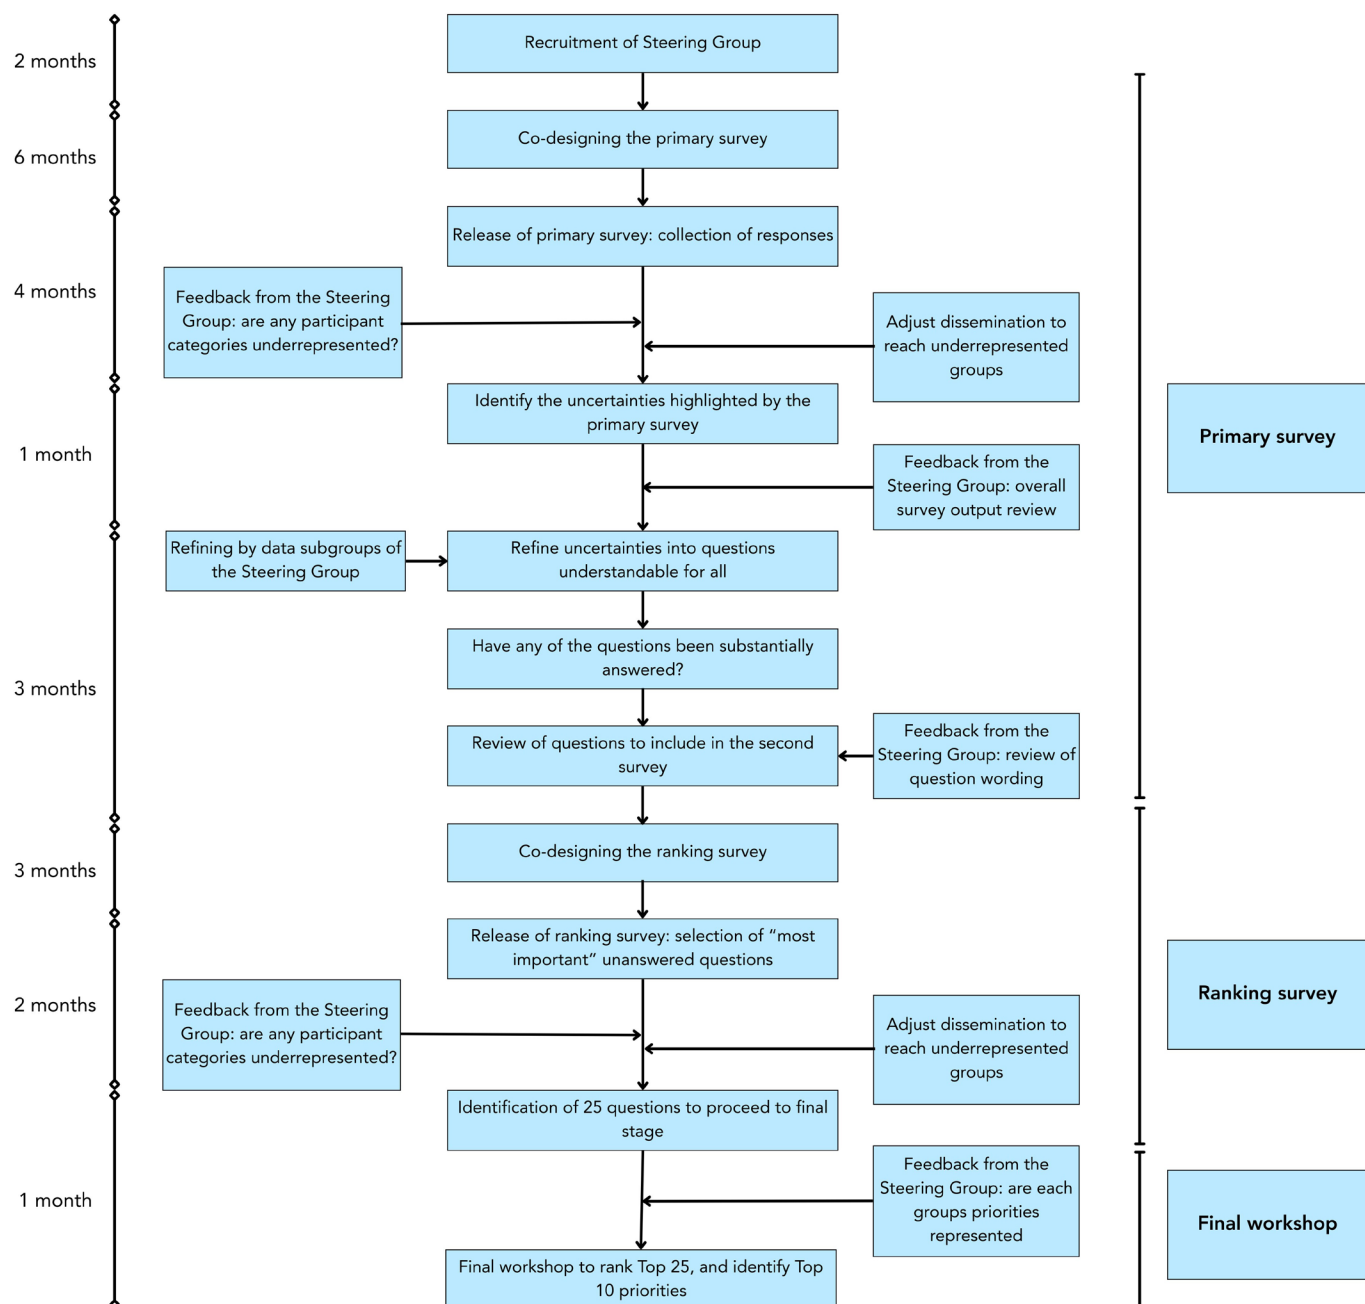 2 months
Recruitment of Steering Group
6 months
Co-designing the primary survey
4 months
Release of primary survey: collection of responses
Feedback from the Steering
Group: are any participant
categories underrepresented?
Adjust dissemination to
reach underrepresented
groups
Identify the uncertainties highlighted by the
primary survey
Primary survey
1 month
Feedback from the
Steering Group: overall
survey output review
Refining by data subgroups of
the Steering Group
Refine uncertainties into questions
understandable for all
Have any of the questions been substantially
answered?
3 months
Review of questions to include in the second
survey
Feedback from the
Steering Group: review of
question wording
3 months
Co-designing the ranking survey
Release of ranking survey: selection of “most
important” unanswered questions
Ranking survey
2 months
Feedback from the Steering
Group: are any participant
categories underrepresented?
Adjust dissemination to
reach underrepresented
groups
Identification of 25 questions to proceed to final
stage
1 month
Feedback from the
Steering Group: are each
groups priorities
represented
Final workshop
Final workshop to rank Top 25, and identify Top
10 priorities